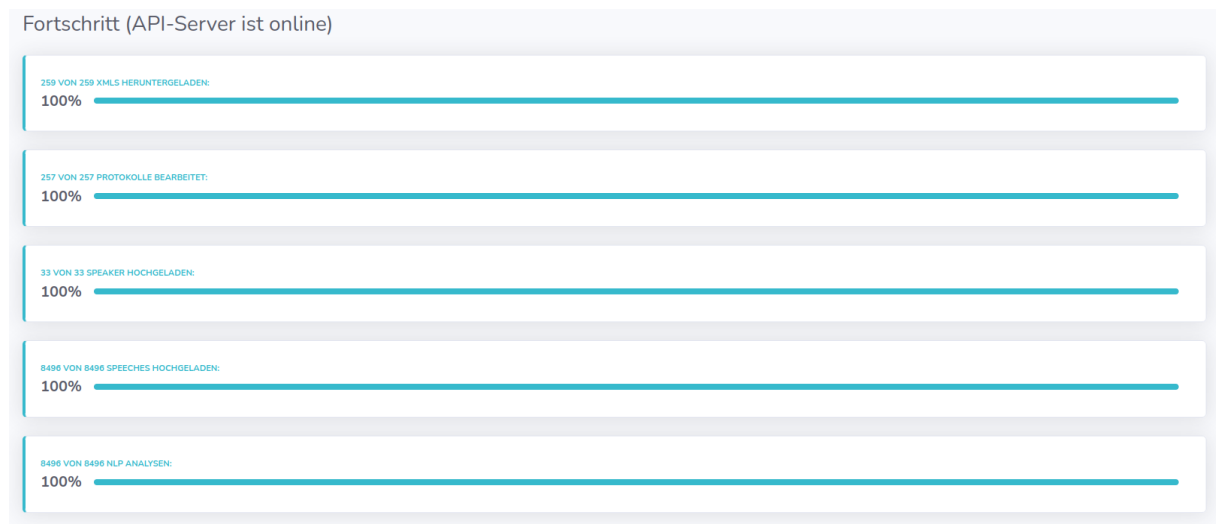 Fortschritt (API-Server ist online)
259 VON 259 XMLS HERUNTERGELADEN:
100%
257 VON 257 PROTOKOLLE BEARBEITET:
100%
33 VON 33 SPEAKER HOCHGELADEN:
100%
8496 VON 8496 SPEECHES HOCHGELADEN:
100%
8496 VON 8496 NLP ANALYSEN:
100%